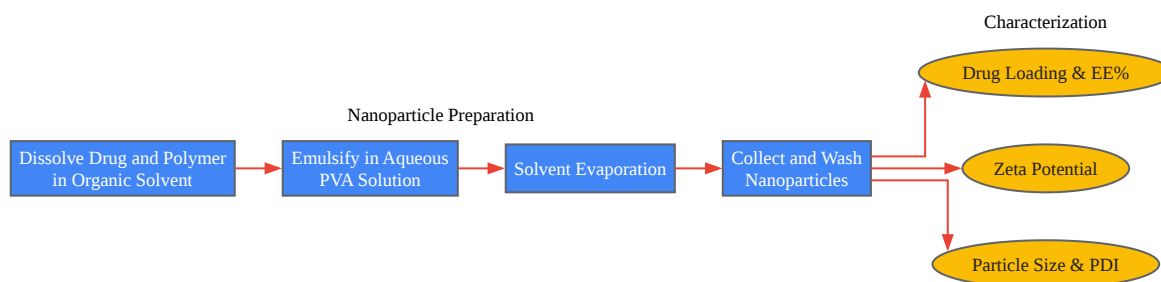 Characterization
Drug Loading & EE%
Nanoparticle Preparation
Dissolve Drug and Polymer
in Organic Solvent
Emulsify in Aqueous
PVA Solution
Solvent Evaporation
Collect and Wash
Nanoparticles
Zeta Potential
Particle Size & PDI